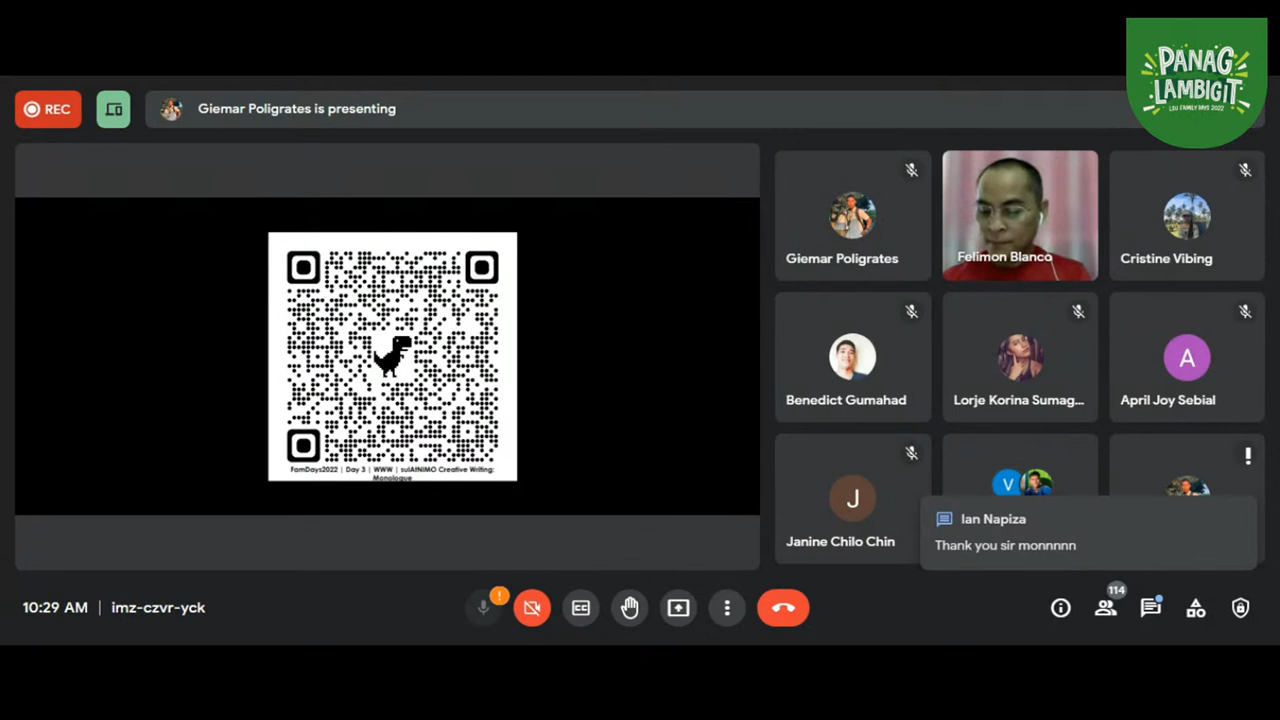 PANAG
LAMBIGIT
LSU FAMILY DAYS 2022
REC
Giemar Poligrates is presenting
Giemar Poligrates
Felimon Blanco
Cristine Vibing
Benedict Gumahad
Lorje Korina Sumag...
April Joy Sebial
A
J
Janine Chilo Chin
V
FamDays2022 | Day 3 | WWW | sulATNIMO Creative Writing:
Monologue
Ian Napiza
Thank you sir monnnnn
10:29 AM | imz-czvr-yck
CC
114